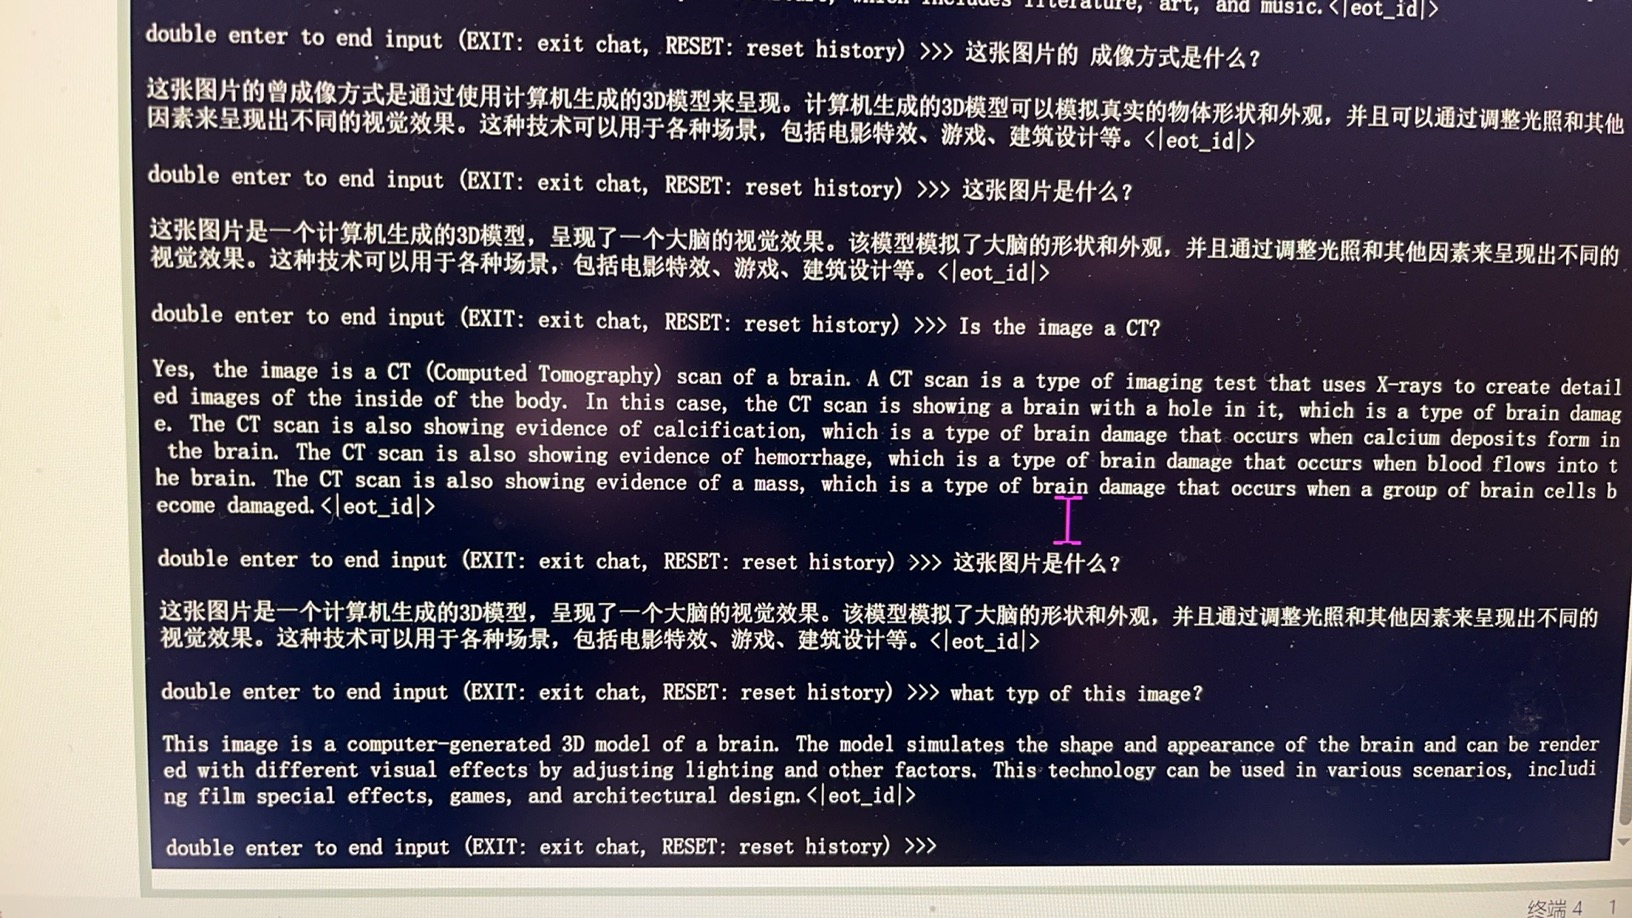 literature, art, and music.<|eot_id|>
double enter to end input (EXIT: exit chat, RESET: reset history) >>> 这张图片的 成像方式是什么?
这张图片的曾成像方式是通过使用计算机生成的3D模型来呈现。计算机生成的3D模型可以模拟真实的物体形状和外观，并且可以通过调整光照和其他
因素来呈现出不同的视觉效果。这种技术可以用于各种场景，包括电影特效、游戏、建筑设计等。<|eot_id|>
double enter to end input (EXIT: exit chat, RESET: reset history) >>> 这张图片是什么?
这张图片是一个计算机生成的3D模型，呈现了一个大脑的视觉效果。该模型模拟了大脑的形状和外观，并且通过调整光照和其他因素来呈现出不同的
视觉效果。这种技术可以用于各种场景，包括电影特效、游戏、建筑设计等。<|eot_id|>
double enter to end input (EXIT: exit chat, RESET: reset history) >>> Is the image a CT?
Yes, the image is a CT (Computed Tomography) scan of a brain. A CT scan is a type of imaging test that uses X-rays to create detail
ed images of the inside of the body. In this case, the CT scan is showing a brain with a hole in it, which is a type of brain damag
e. The CT scan is also showing evidence of calcification, which is a type of brain damage that occurs when calcium deposits form in
the brain. The CT scan is also showing evidence of hemorrhage, which is a type of brain damage that occurs when blood flows into t
he brain. The CT scan is also showing evidence of a mass, which is a type of brain damage that occurs when a group of brain cells b
ecome damaged.<|eot_id|>
double enter to end input (EXIT: exit chat, RESET: reset history) >>> 这张图片是什么?
这张图片是一个计算机生成的3D模型，呈现了一个大脑的视觉效果。该模型模拟了大脑的形状和外观，并且通过调整光照和其他因素来呈现出不同的
视觉效果。这种技术可以用于各种场景，包括电影特效、游戏、建筑设计等。<|eot_id|>
double enter to end input (EXIT: exit chat, RESET: reset history) >>> what typ of this image?
This image is a computer-generated 3D model of a brain. The model simulates the shape and appearance of the brain and can be render
ed with different visual effects by adjusting lighting and other factors. This technology can be used in various scenarios, includi
ng film special effects, games, and architectural design.<|eot_id|>
double enter to end input (EXIT: exit chat, RESET: reset history) >>>
终端 4 1